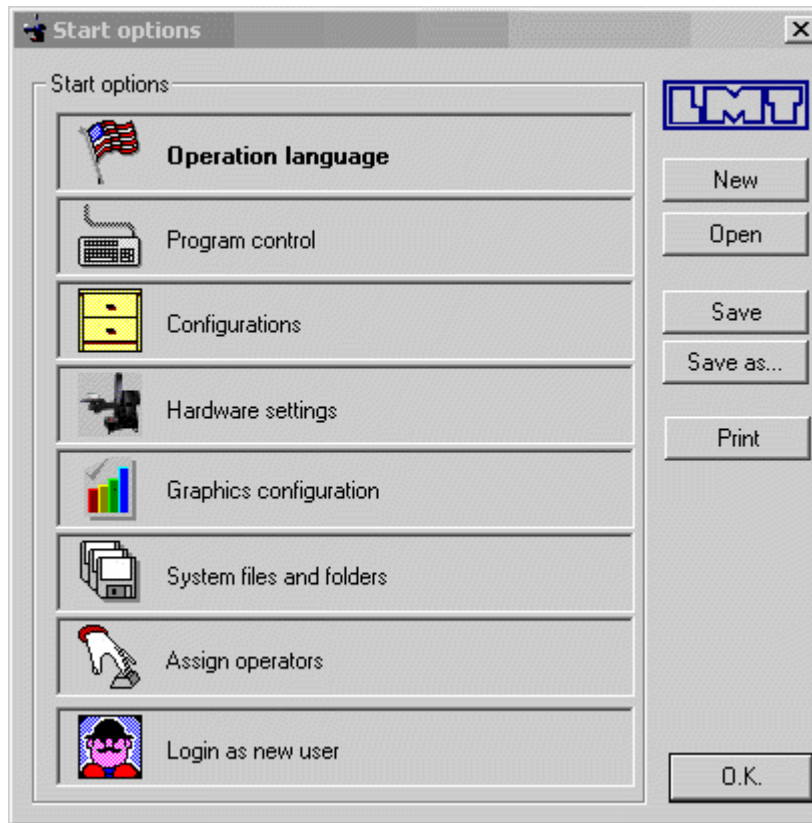 Start options
Start options
Operation language
Program control
Configurations
Hardware settings
Graphics configuration
System files and folders
Assign operators
Login as new user
LMT
New
Open
Save
Save as...
Print
O.K.